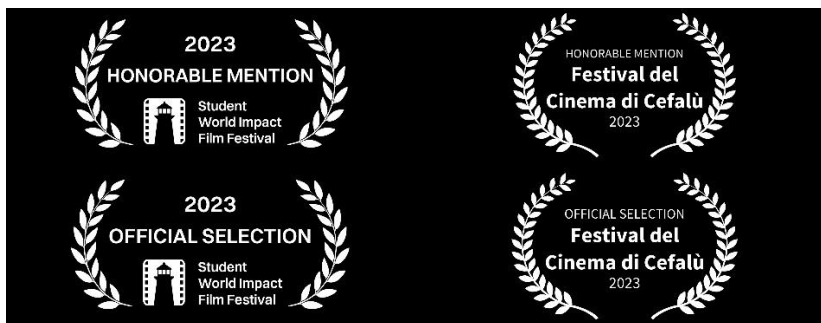 2023
HONORABLE MENTION
Student
World Impact
Film Festival
HONORABLE MENTION
Festival del
Cinema di Cefalù
2023
2023
OFFICIAL SELECTION
Student
World Impact
Film Festival
OFFICIAL SELECTION
Festival del
Cinema di Cefalù
2023